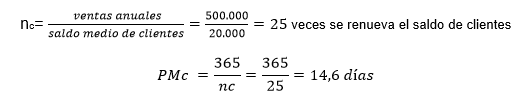 nc= ventas anuales / saldo medio de clientes = 500.000 / 20.000 = 25 veces se renueva el saldo de clientes
PMc = 365 / nc = 365 / 25 = 14,6 días